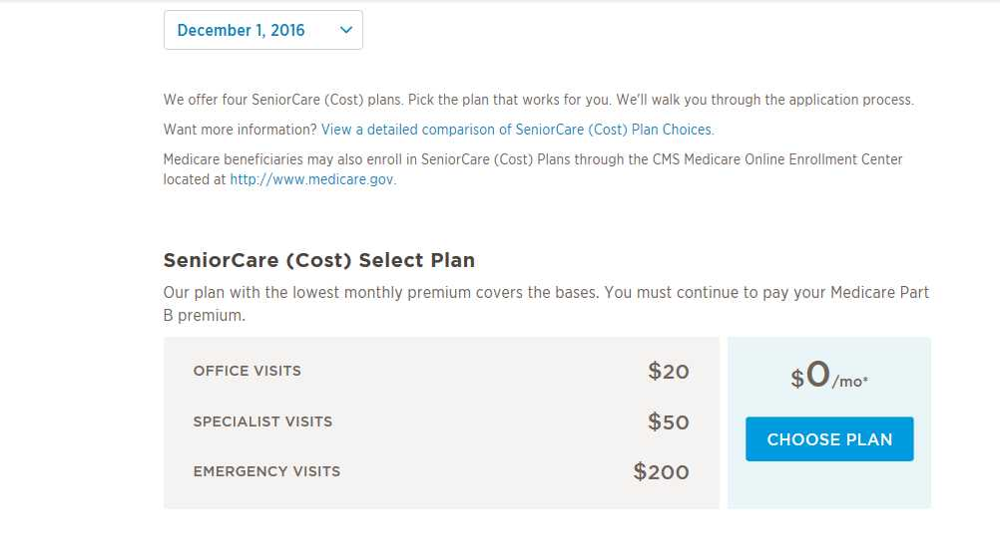 December 1, 2016
We offer four SeniorCare (Cost) plans. Pick the plan that works for you. We'll walk you through the application process.
Want more information? View a detailed comparison of SeniorCare (Cost) Plan Choices.
Medicare beneficiaries may also enroll in SeniorCare (Cost) Plans through the CMS Medicare Online Enrollment Center
located at http://www.medicare.gov.
SeniorCare (Cost) Select Plan
Our plan with the lowest monthly premium covers the bases. You must continue to pay your Medicare Part
B premium.
OFFICE VISITS $20
SPECIALIST VISITS $50
EMERGENCY VISITS $200
$0/mo*
CHOOSE PLAN